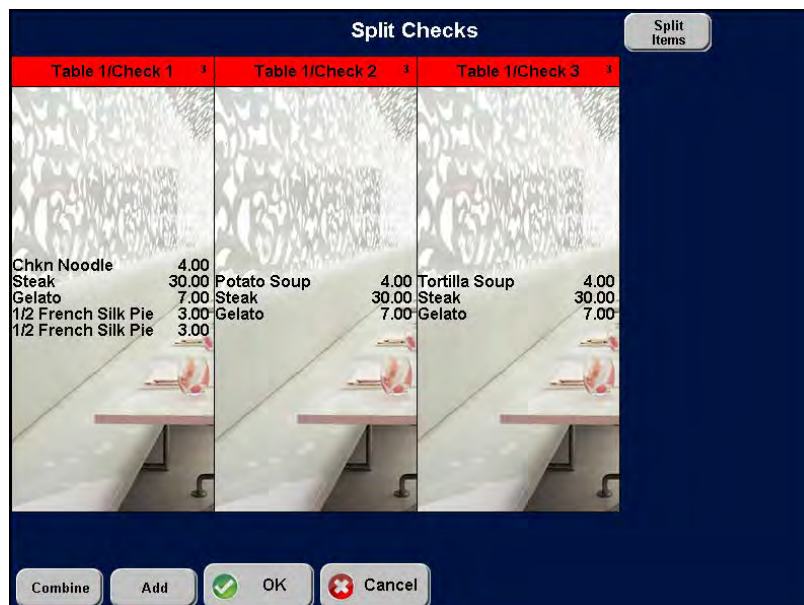 Split Checks
Split
Items
Table 1/Check 1 3
Table 1/Check 2 3
Table 1/Check 3 3
Chkn Noodle 4.00
Steak 30.00
Gelato 7.00
1/2 French Silk Pie 3.00
1/2 French Silk Pie 3.00
Potato Soup 4.00
Steak 30.00
Gelato 7.00
Tortilla Soup 4.00
Steak 30.00
Gelato 7.00
Combine
Add
OK
Cancel